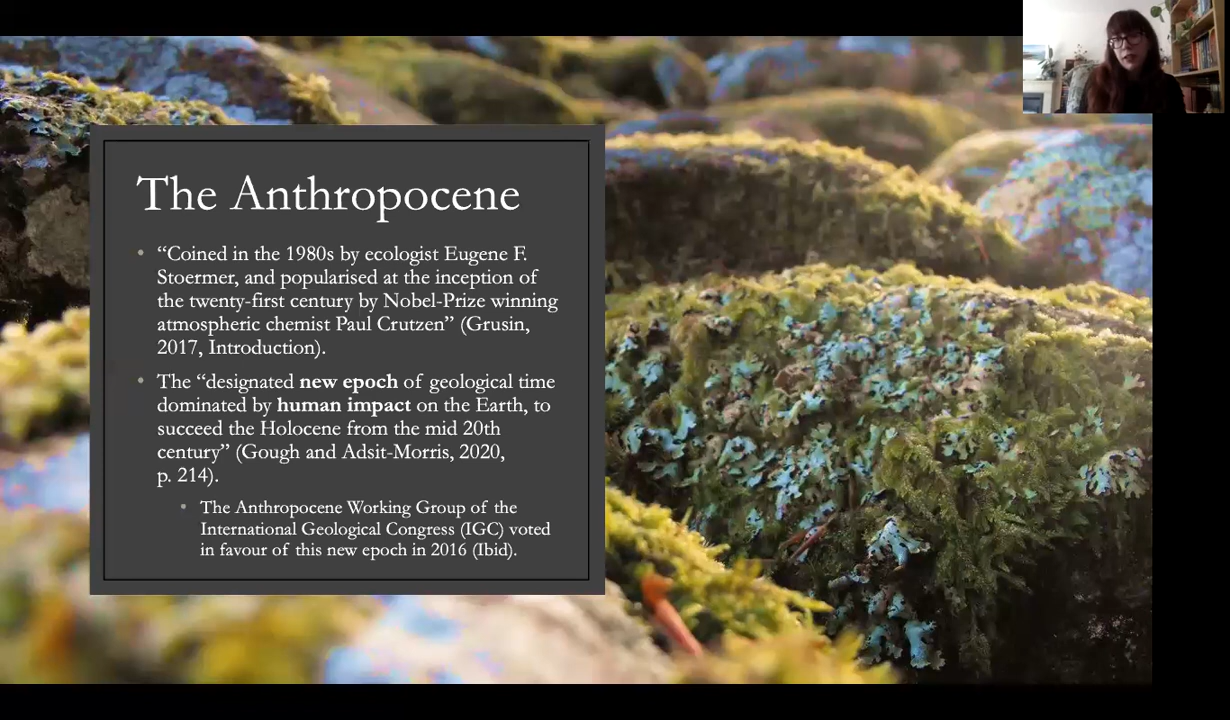 The Anthropocene
• “Coined in the 1980s by ecologist Eugene F.
Stoermer, and popularised at the inception of
the twenty-first century by Nobel-Prize winning
atmospheric chemist Paul Crutzen” (Grusin,
2017, Introduction).
• The “designated new epoch of geological time
dominated by human impact on the Earth, to
succeed the Holocene from the mid 20th
century” (Gough and Adsit-Morris, 2020,
p. 214).
• The Anthropocene Working Group of the
International Geological Congress (IGC) voted
in favour of this new epoch in 2016 (Ibid).